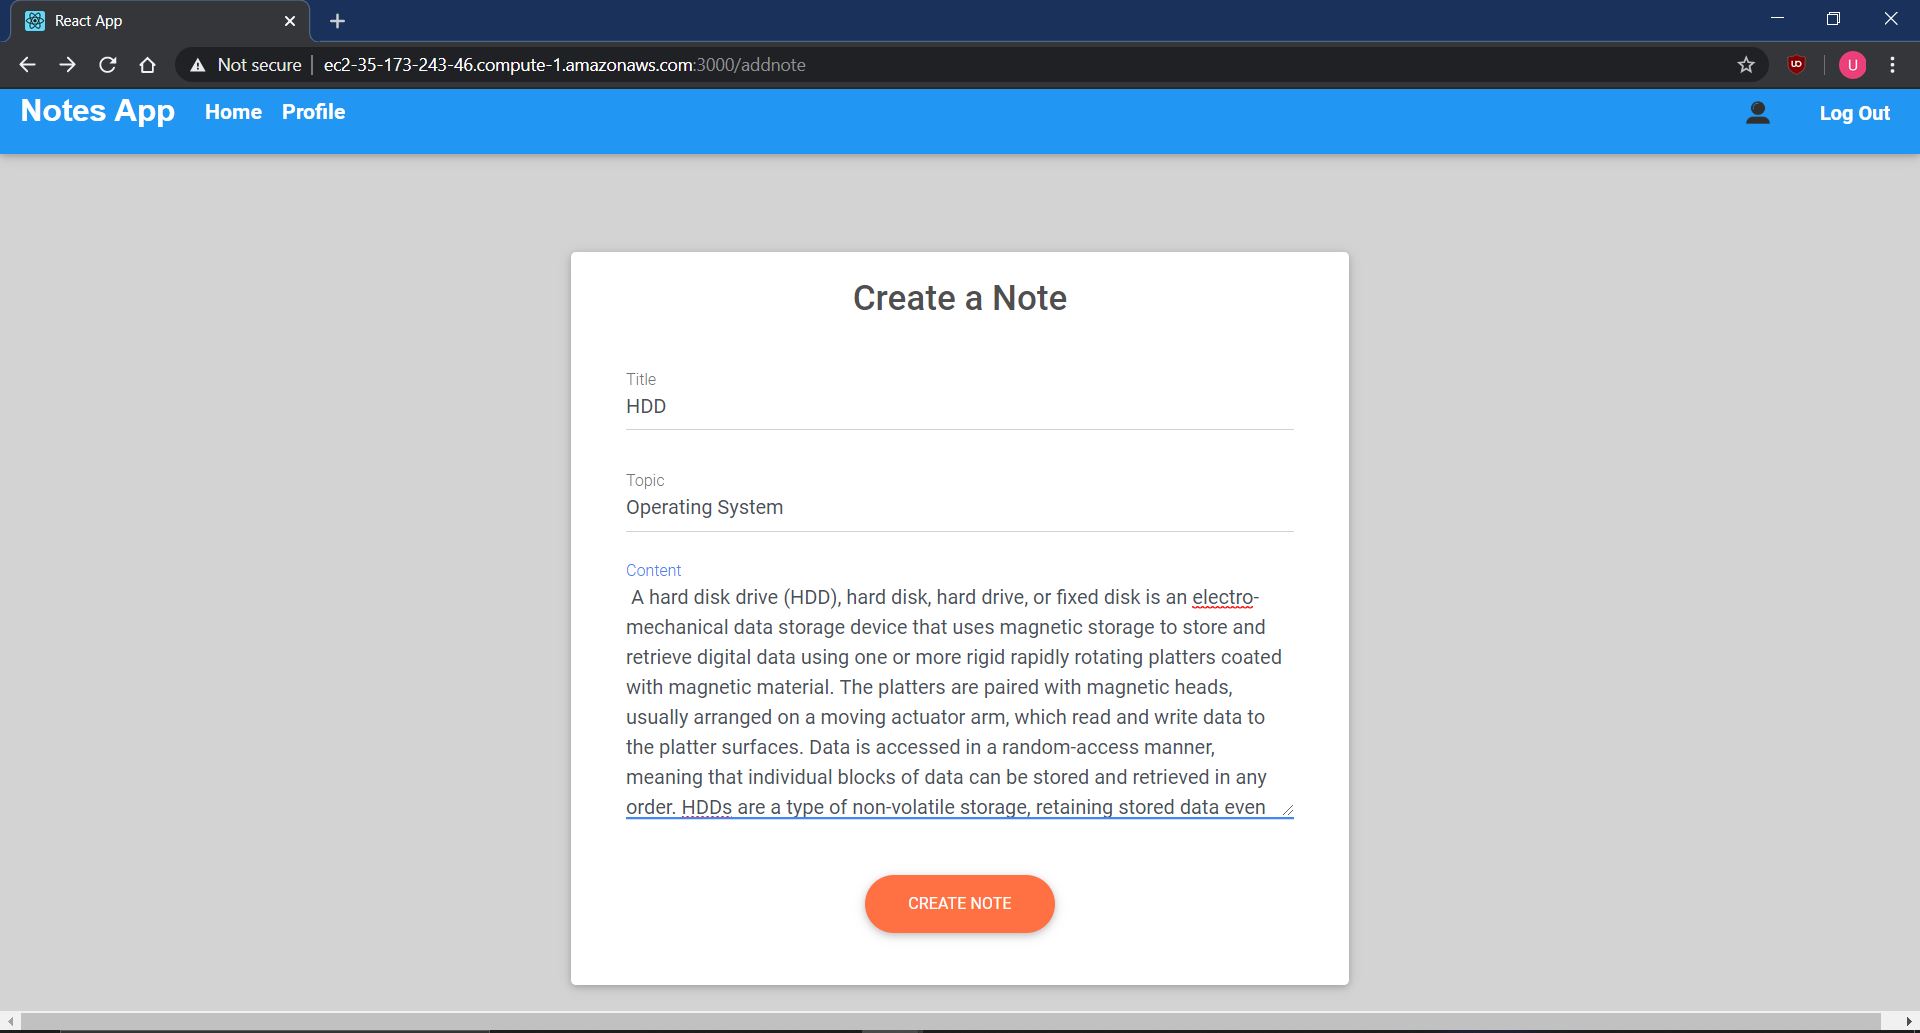 React App
Not secure ec2-35-173-243-46.compute-1.amazonaws.com:3000/addnote
U
Notes App Home Profile Log Out
Create a Note
Title
HDD
Topic
Operating System
Content
A hard disk drive (HDD), hard disk, hard drive, or fixed disk is an electro-
mechanical data storage device that uses magnetic storage to store and
retrieve digital data using one or more rigid rapidly rotating platters coated
with magnetic material. The platters are paired with magnetic heads,
usually arranged on a moving actuator arm, which read and write data to
the platter surfaces. Data is accessed in a random-access manner,
meaning that individual blocks of data can be stored and retrieved in any
order. HDDs are a type of non-volatile storage, retaining stored data even
CREATE NOTE